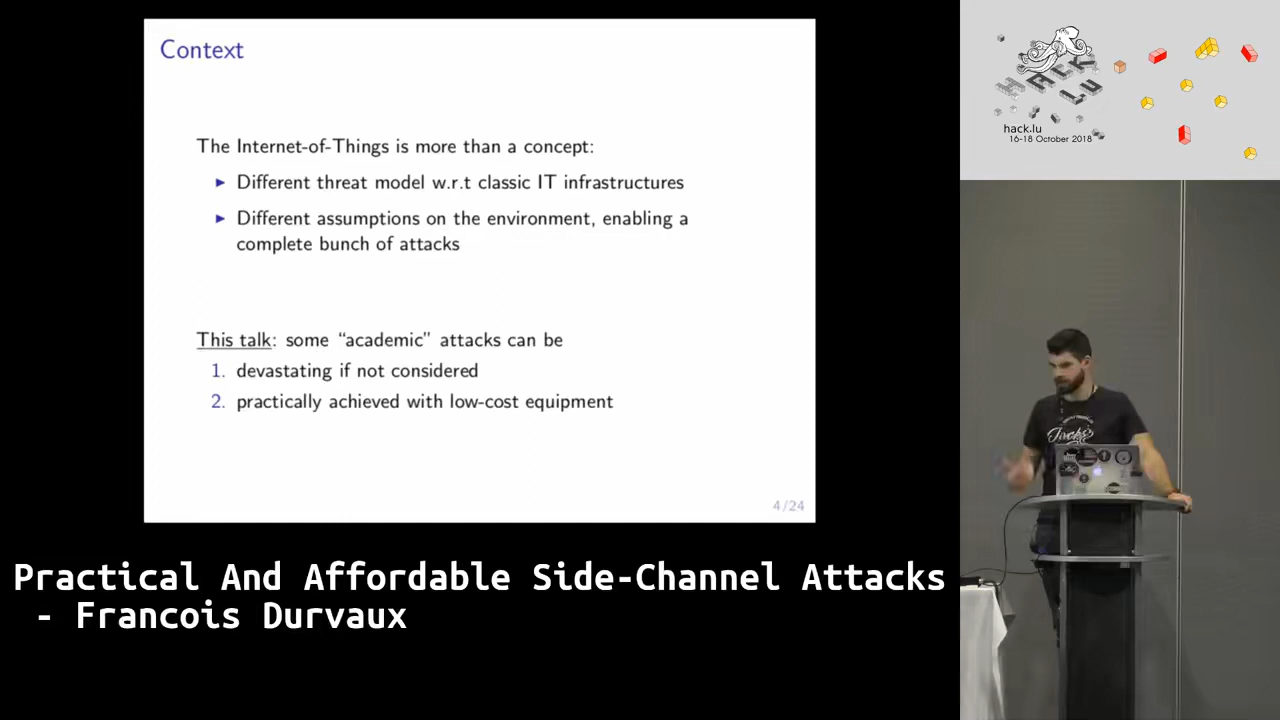 Context
The Internet-of-Things is more than a concept:
► Different threat model w.r.t classic IT infrastructures
► Different assumptions on the environment, enabling a
complete bunch of attacks
This talk: some “academic” attacks can be
1. devastating if not considered
2. practically achieved with low-cost equipment
4/24
Practical And Affordable Side-Channel Attacks
- Francois Durvaux
HACK
LU
hack.lu
16-18 October 2018